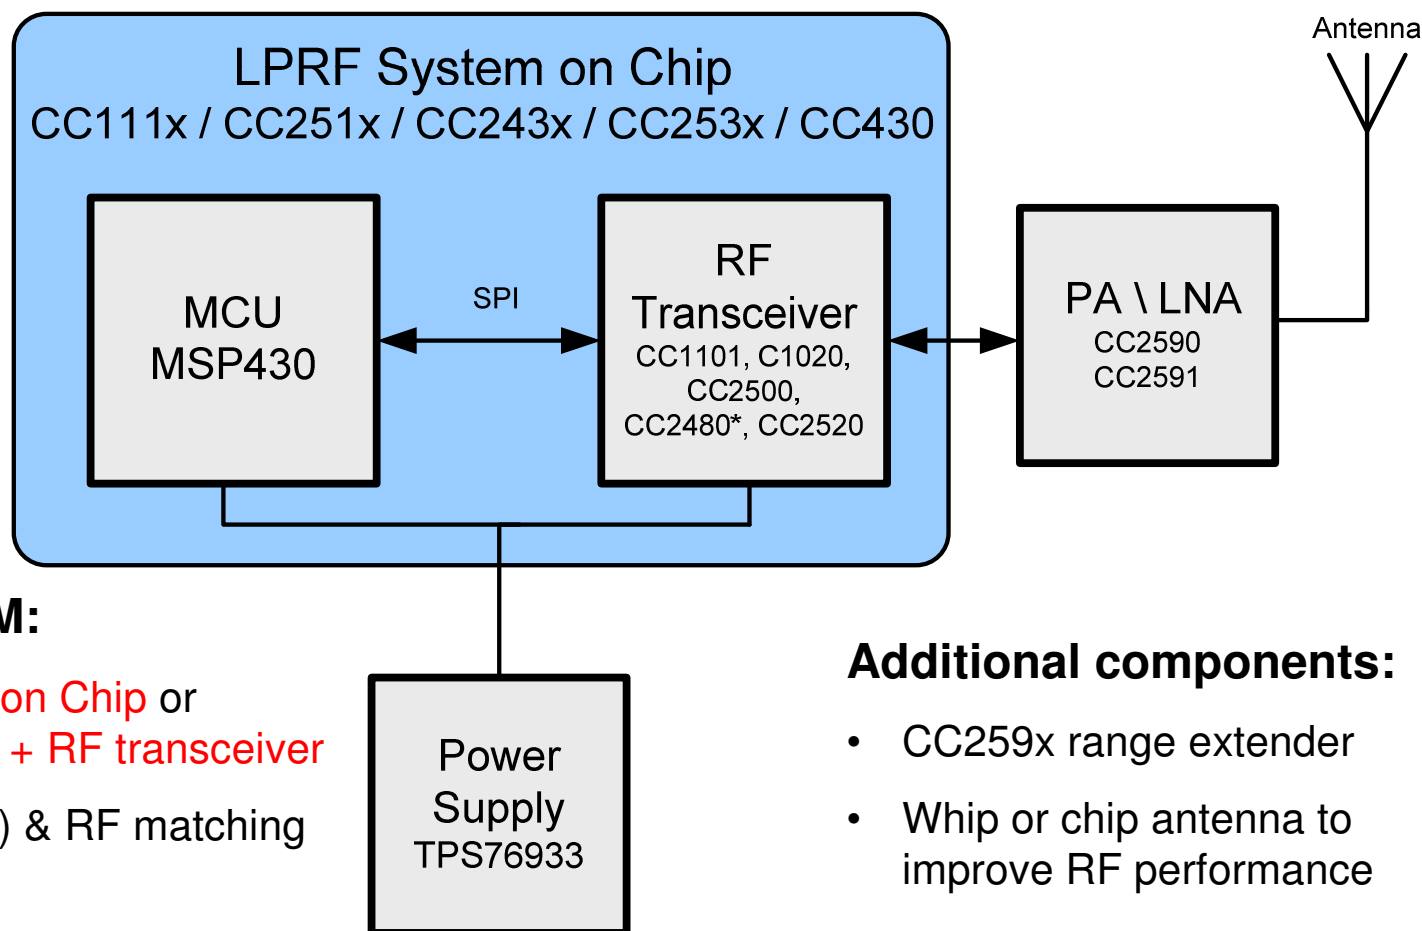 Antenna
LPRF System on Chip
CC111x / CC251x / CC243x / CC253x / CC430
MCU
MSP430
SPI
RF
Transceiver
CC1101, C1020,
CC2500,
CC2480*, CC2520
PA \ LNA
CC2590
CC2591
M:
on Chip or
+ RF transceiver
) & RF matching
Power
Supply
TPS76933
Additional components:
• CC259x range extender
• Whip or chip antenna to
improve RF performance